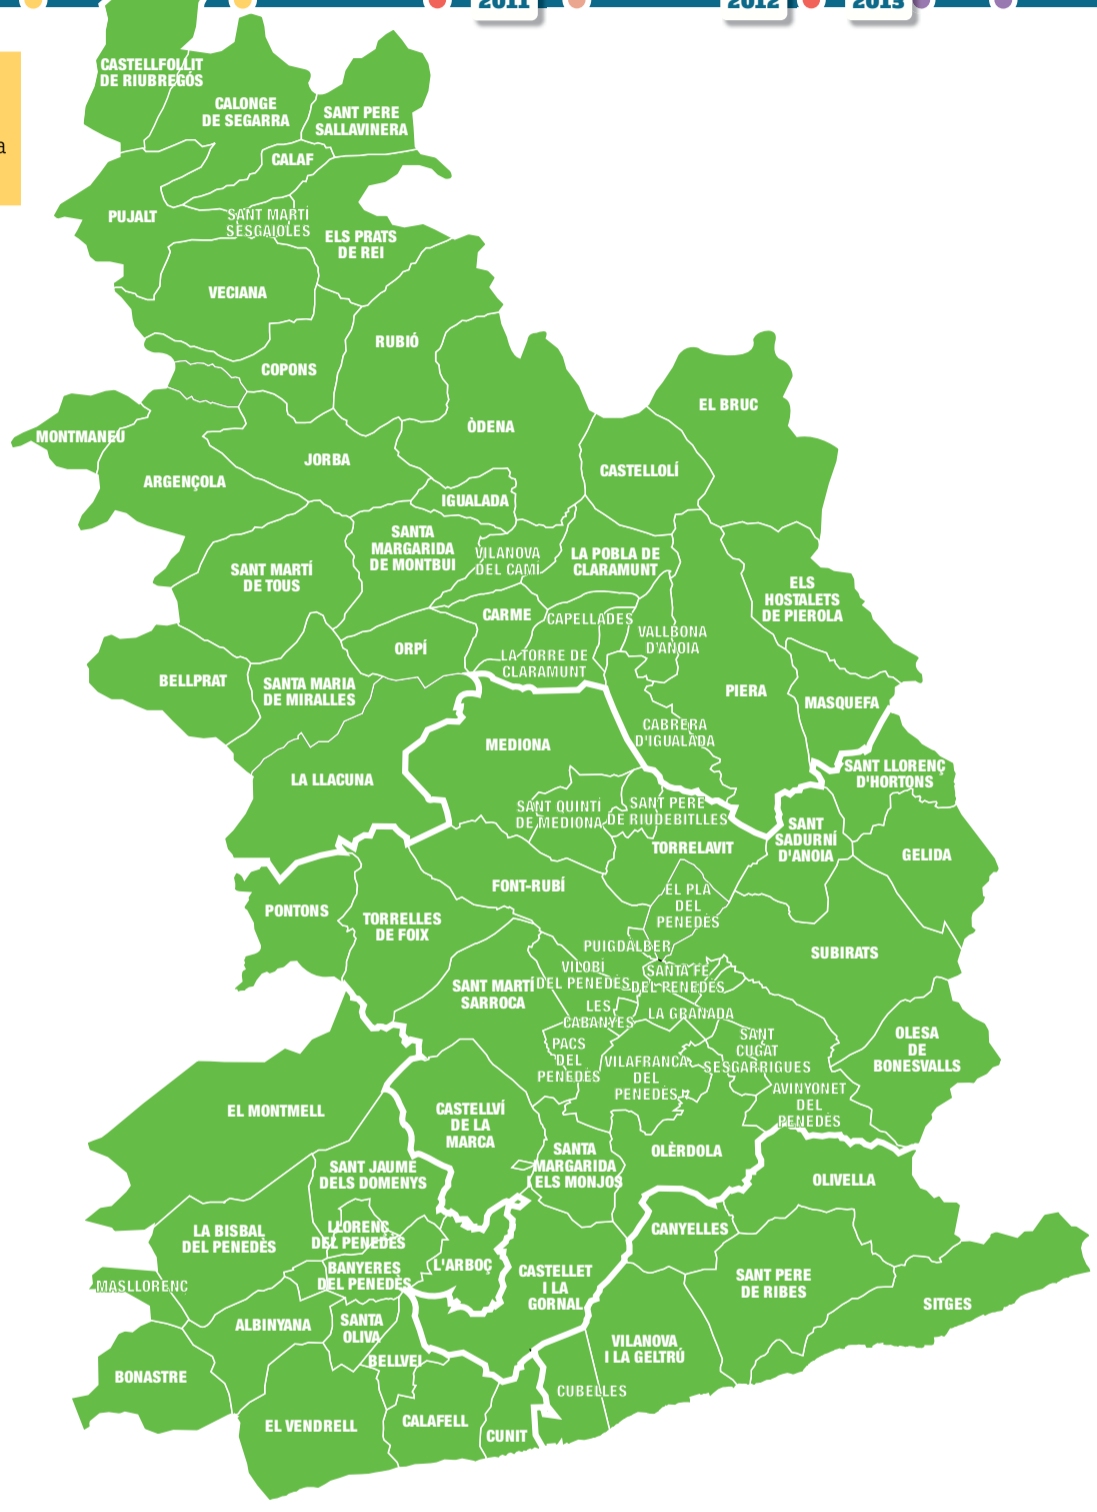 2011
2012
2013
a
CASTELLFOLLIT
DE RIUBREGÓS
CALONGE
DE SEGARRA
SANT PERE
SALLAVINERA
CALAF
PUJALT
SANT MARTÍ
SESGAIOLES
ELS PRATS
DE REI
VECIANA
RUBIÓ
COPONS
EL BRUC
MONTMANEU
ÒDENA
JORBA
CASTELLOLÍ
ARGENÇOLA
IGUALADA
SANTA
MARGARIDA
DE MONTBUI
VILANOVA
DEL CAMÍ
LA POBLA DE
CLARAMUNT
SANT MARTÍ
DE TOUS
ELS
HOSTALETS
DE PIEROLA
CARME
CAPELLADES
VALLBONA
D'ANOIA
ORPÍ
LA TORRE DE
CLARAMUNT
BELLPRAT
SANTA MARIA
DE MIRALLES
PIERA
MASQUEFA
CABRERA
D'IGUALADA
MEDIONA
SANT LLORENÇ
D'HORTONS
LA LLACUNA
SANT QUINTÍ
DE MEDIONA
SANT PERE
DE RIUDEBITLLES
SANT
SADURNÍ
D'ANOIA
TORRELAVIT
GELIDA
FONT-RUBÍ
EL PLA
DEL
PENEDÈS
PONTONS
TORRELLES
DE FOIX
PUIGDÀLBER
SUBIRATS
VILOBÍ
DEL PENEDÈS
SANTA FE
DEL PENEDÈS
SANT MARTÍ
SARROCA
LES
CABANYES
LA GRANADA
PACS
DEL
PENEDÈS
VILAFRANCA
DEL
PENEDÈS
SANT
CUGAT
SESGARRIGUES
OLESA
DE
BONESVALLS
AVINYONET
DEL
PENEDÈS
EL MONTMELL
CASTELLVÍ
DE LA
MARCA
SANTA
MARGARIDA
I ELS MONJOS
OLÈRDOLA
SANT JAUME
DELS DOMENYS
OLIVELLA
LA BISBAL
DEL PENEDÈS
LLORENÇ
DEL PENEDÈS
CANYELLES
BANYERES
DEL PENEDÈS
L'ARBOÇ
CASTELLET
I LA
GORNAL
MASLLORENÇ
SANT PERE
DE RIBES
SITGES
ALBINYANA
SANTA
OLIVA
VILANOVA
I LA GELTRÚ
BELLVEI
BONASTRE
CUBELLES
EL VENDRELL
CALAFELL
CUNIT